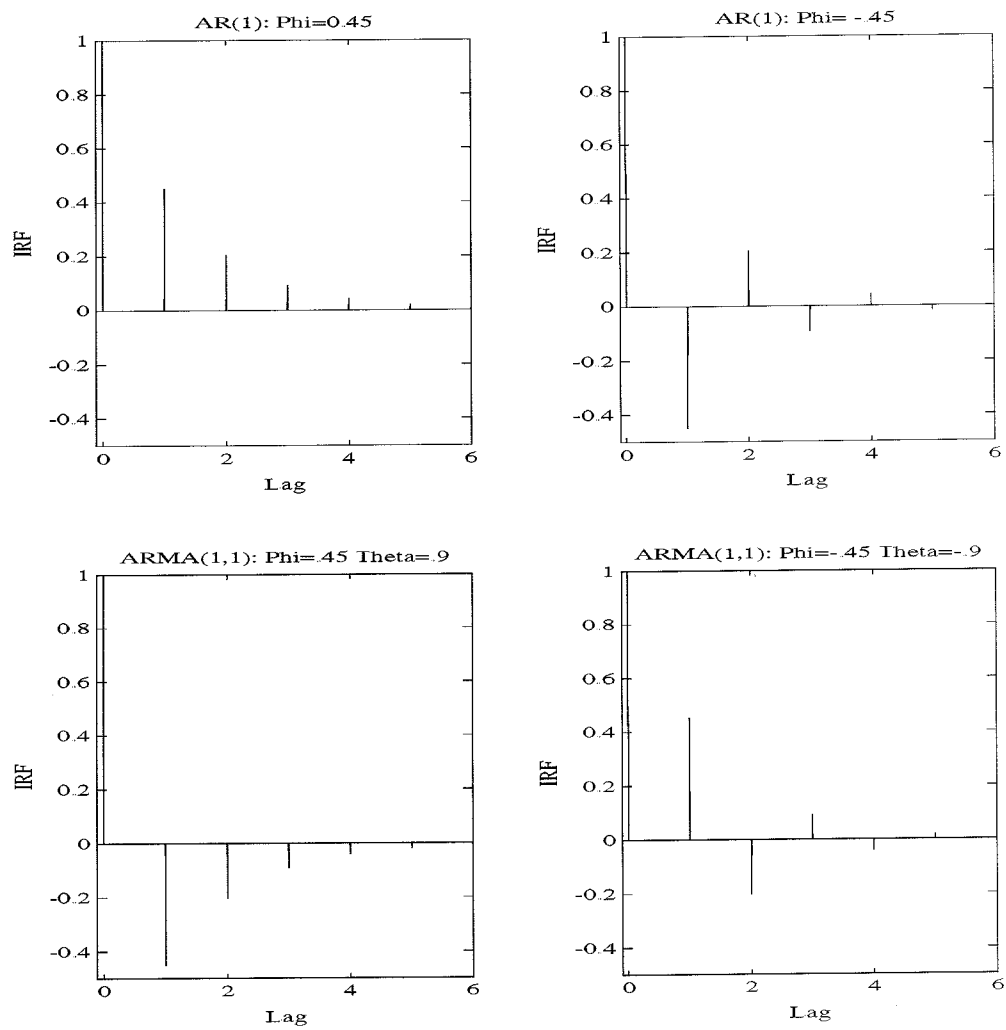 AR(1): Phi=0.45
1
0.8
0.6
0.4
0.2
0
-0.2
-0.4
IRF
0 2 4 6
Lag
AR(1): Phi= -.45
1
0.8
0.6
0.4
0.2
0
-0.2
-0.4
IRF
0 2 4 6
Lag
ARMA(1,1): Phi=.45 Theta=.9
1
0.8
0.6
0.4
0.2
0
-0.2
-0.4
IRF
0 2 4 6
Lag
ARMA(1,1): Phi=-.45 Theta=-.9
1
0.8
0.6
0.4
0.2
0
-0.2
-0.4
IRF
0 2 4 6
Lag